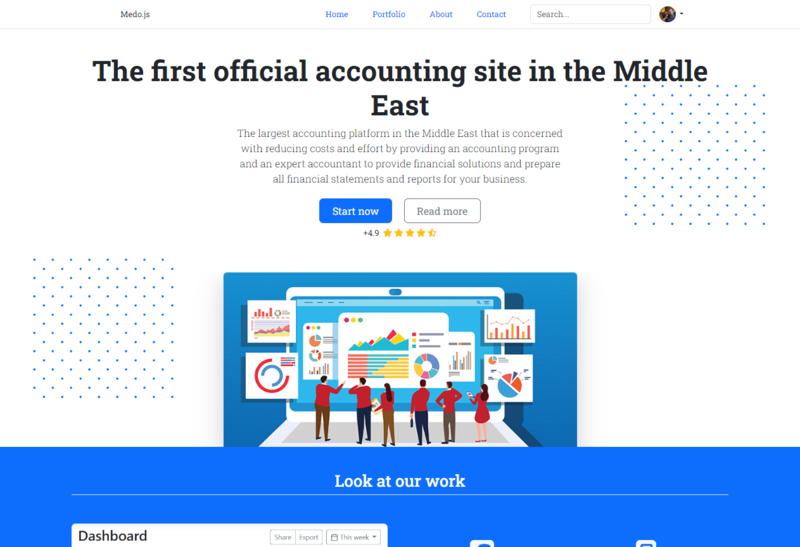 Medo.js
Home Portfolio About Contact Search...
The first official accounting site in the Middle
East
The largest accounting platform in the Middle East that is concerned
with reducing costs and effort by providing an accounting program
and an expert accountant to provide financial solutions and prepare
all financial statements and reports for your business.
Start now Read more
+4.9
Look at our work
Dashboard Share Export This week